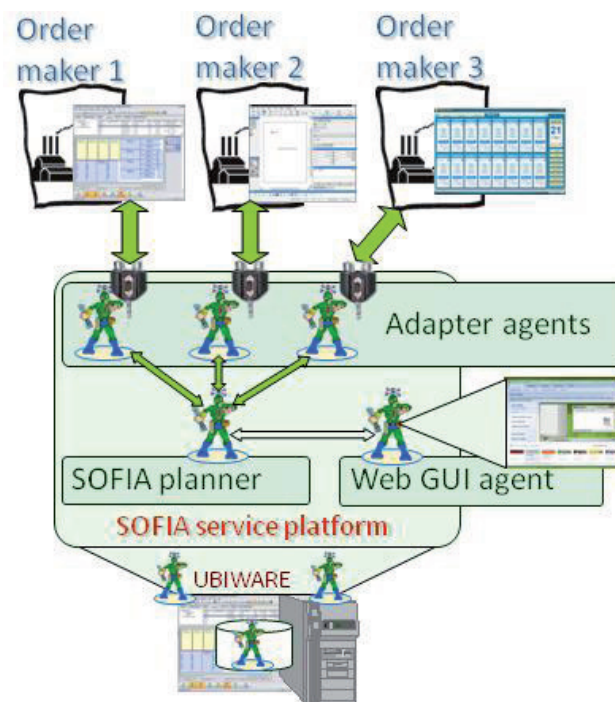 Order
maker 1
Order
maker 2
Order
maker 3
Adapter agents
SOFIA planner
Web GUI agent
SOFIA service platform
UBIWARE
21